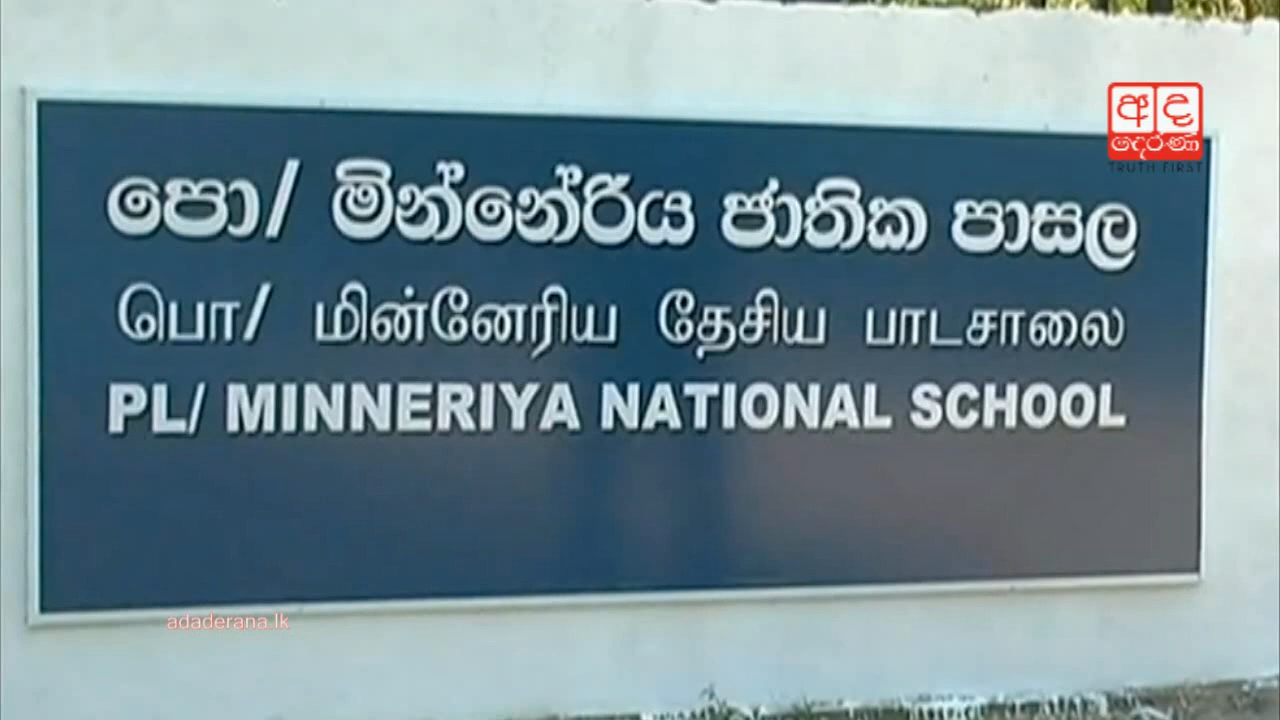 අද
දෙරණ
TRUTH FIRST
පො/ මින්නේරිය ජාතික පාසල
பொ/ மின்னேரிய தேசிய பாடசாலை
PL/ MINNERIYA NATIONAL SCHOOL
adaderana.lk